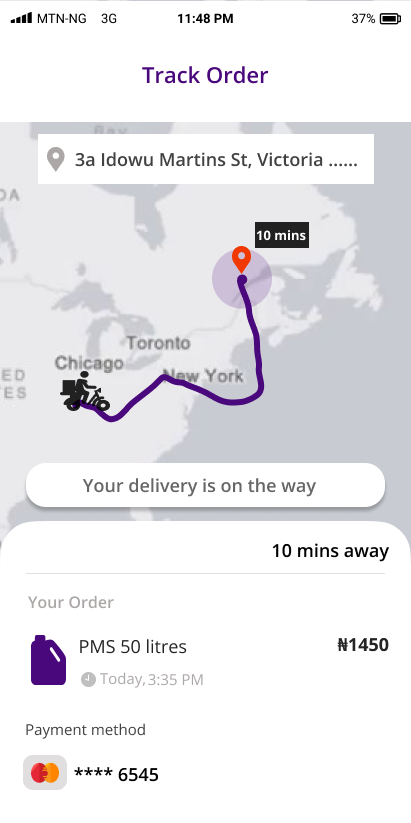 MTN-NG 3G 11:48 PM 37%
Track Order
Bay
3a Idowu Martins St, Victoria ......
DA
10 mins
Toronto
Chicago
ED
New York
TES
Your delivery is on the way
10 mins away
Your Order
PMS 50 litres ₦1450
Today, 3:35 PM
Payment method
**** 6545